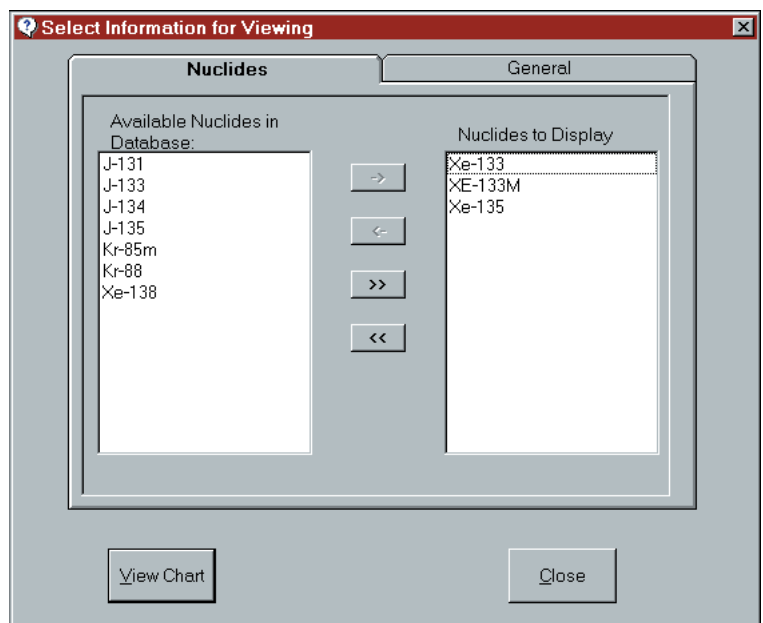 Select Information for Viewing
Nuclides
General
Available Nuclides in
Database:
J-131
J-133
J-134
J-135
Kr-85m
Kr-88
Xe-138
->
<-
>>
<<
Nuclides to Display
Xe-133
XE-133M
Xe-135
View Chart
Close